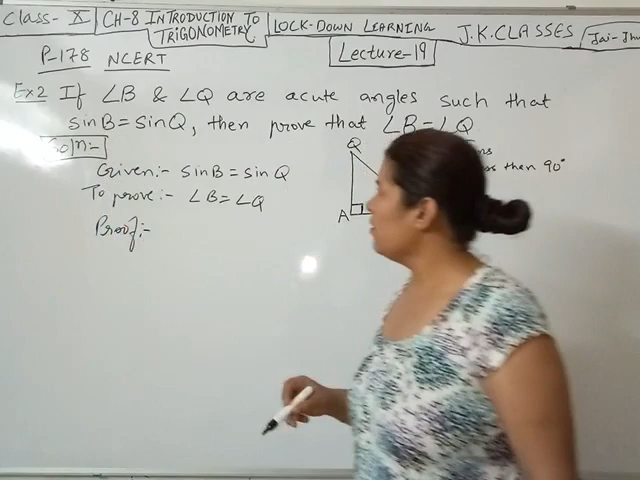 Class- X CH-8 INTRODUCTION TO TRIGONOMETRY LOCK-DOWN LEARNING J.K.CLASSES
P-178 NCERT Lecture-19
Ex2 If ∠B & ∠Q are acute angles such that
sinB=sinQ, then prove that ∠B=∠Q
Soln:-
Given:- sinB=sinQ
To prove:- ∠B=∠Q
Proof:-
Q
A
then 90°